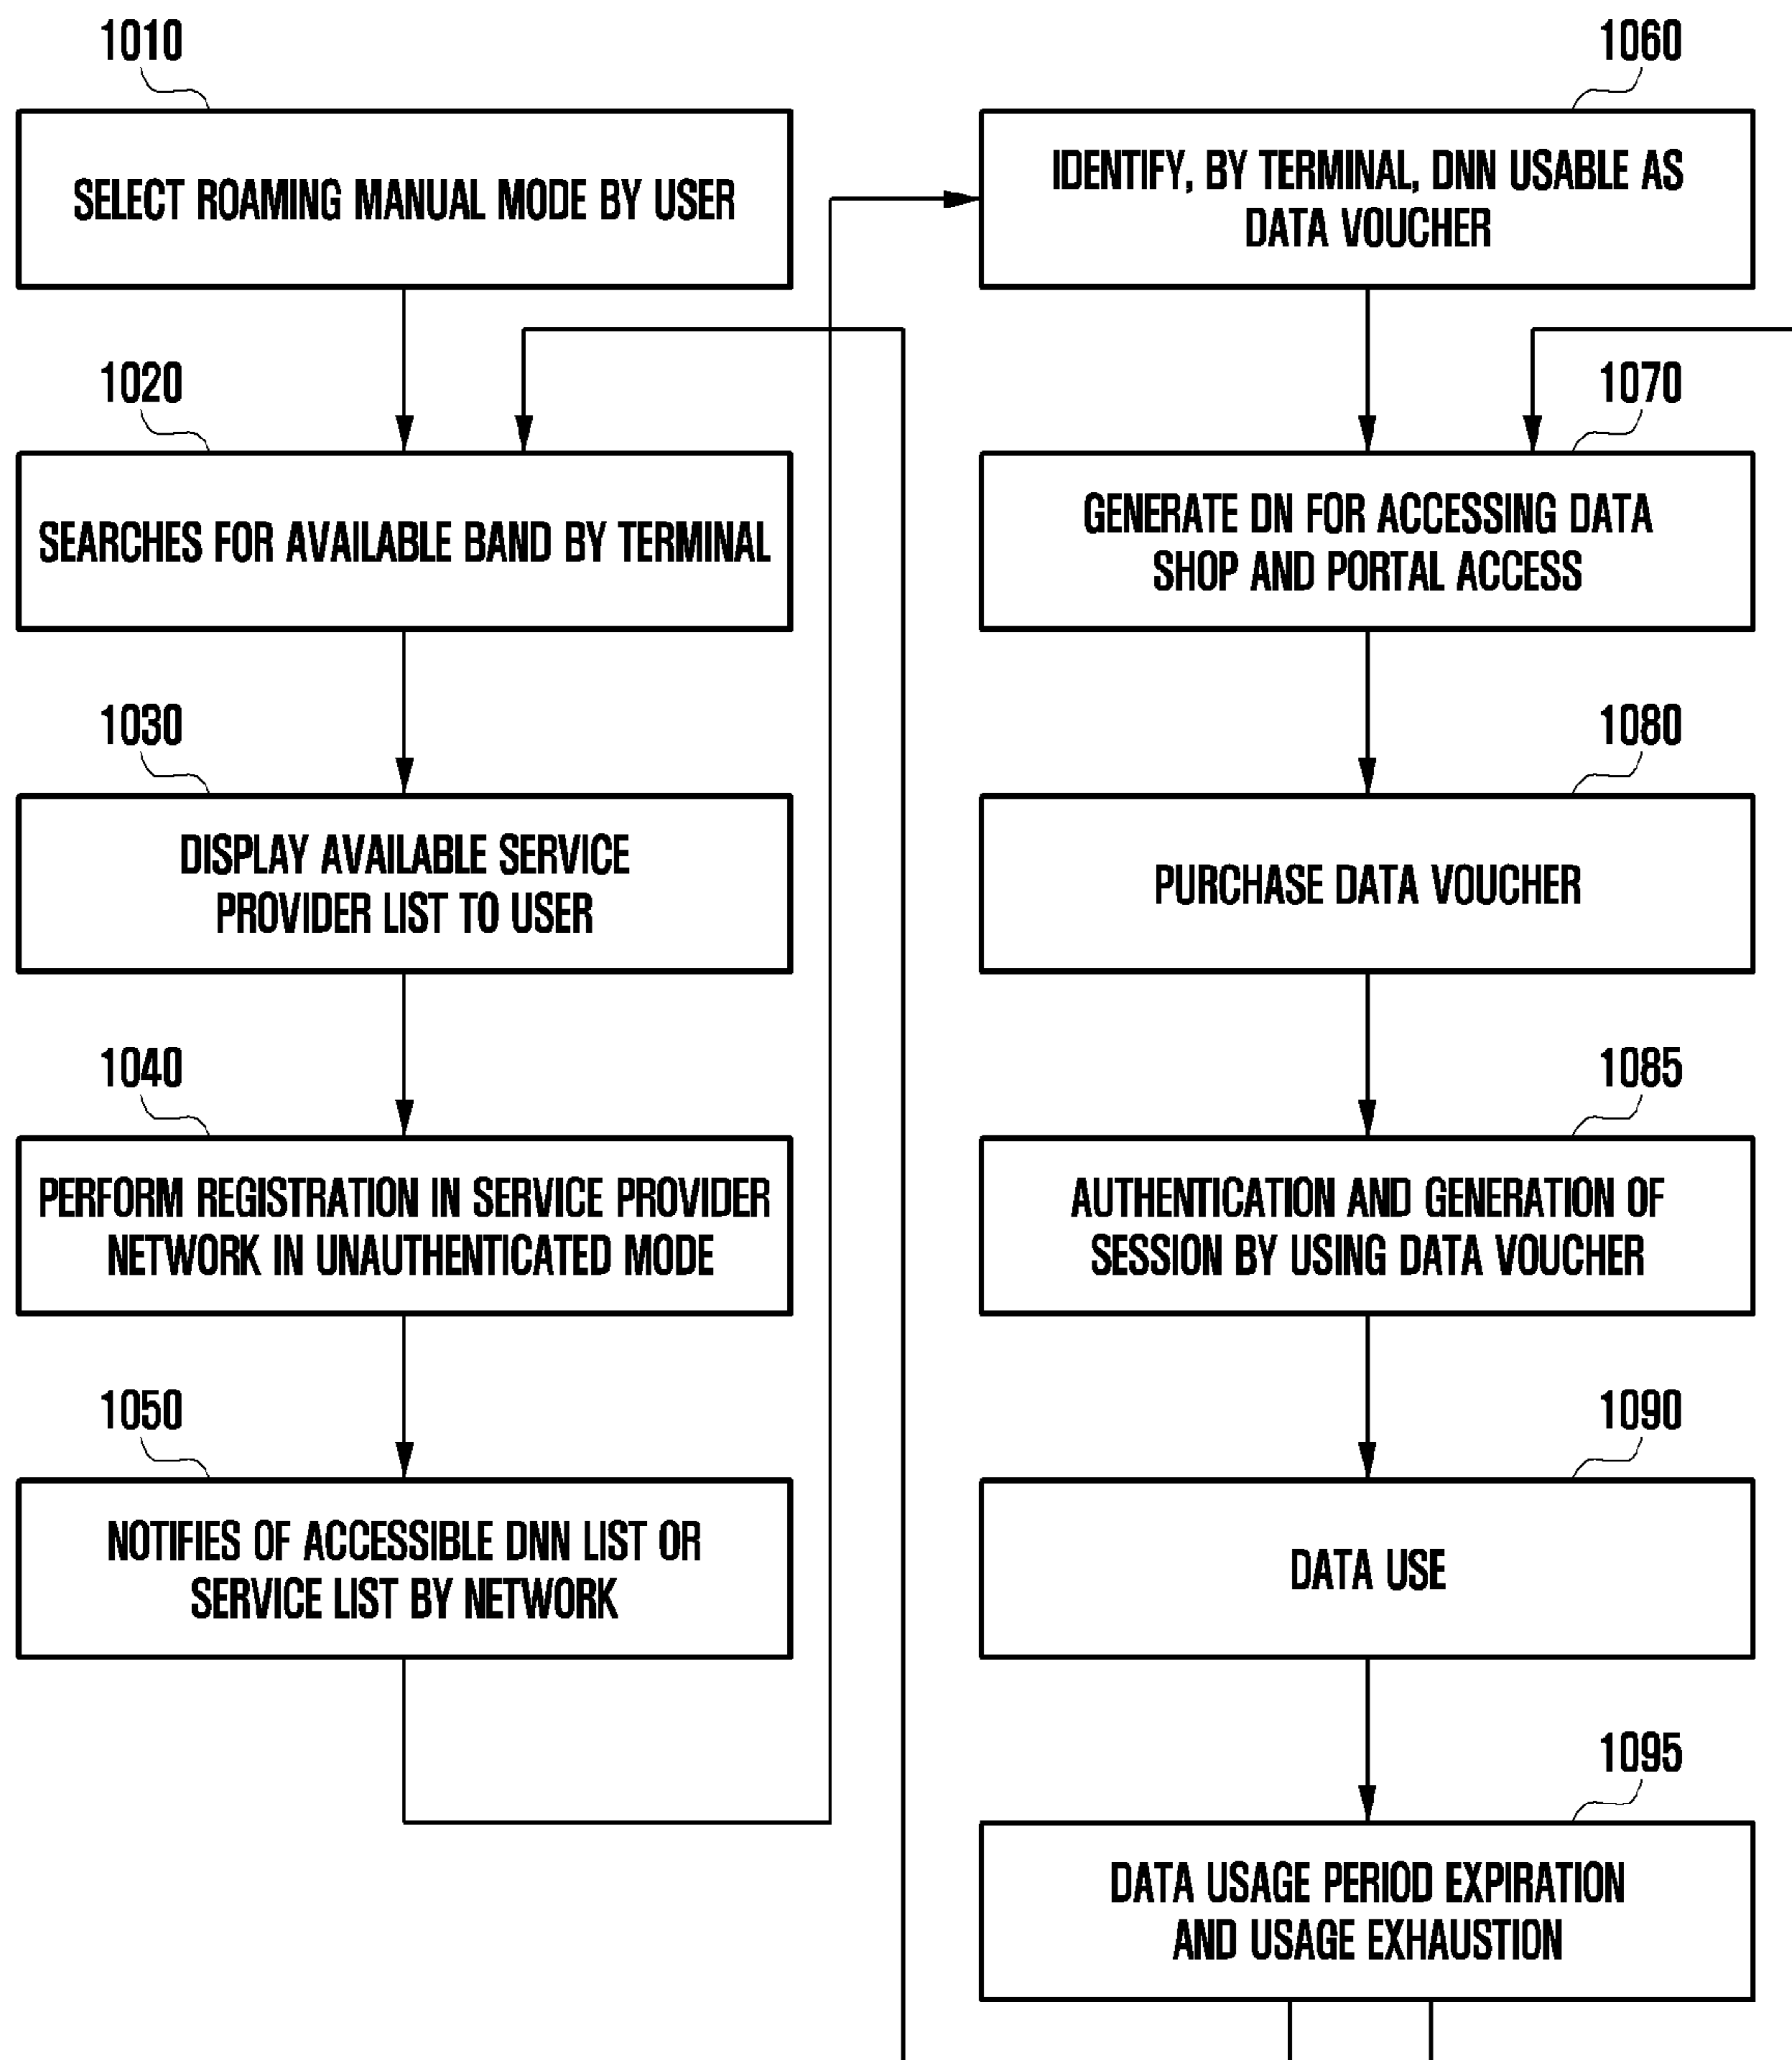 1010
SELECT ROAMING MANUAL MODE BY USER
1020
SEARCHES FOR AVAILABLE BAND BY TERMINAL
1030
DISPLAY AVAILABLE SERVICE
PROVIDER LIST TO USER
1040
PERFORM REGISTRATION IN SERVICE PROVIDER
NETWORK IN UNAUTHENTICATED MODE
1050
NOTIFIES OF ACCESSIBLE DNN LIST OR
SERVICE LIST BY NETWORK
1060
IDENTIFY, BY TERMINAL, DNN USABLE AS
DATA VOUCHER
1070
GENERATE DN FOR ACCESSING DATA
SHOP AND PORTAL ACCESS
1080
PURCHASE DATA VOUCHER
1085
AUTHENTICATION AND GENERATION OF
SESSION BY USING DATA VOUCHER
1090
DATA USE
1095
DATA USAGE PERIOD EXPIRATION
AND USAGE EXHAUSTION